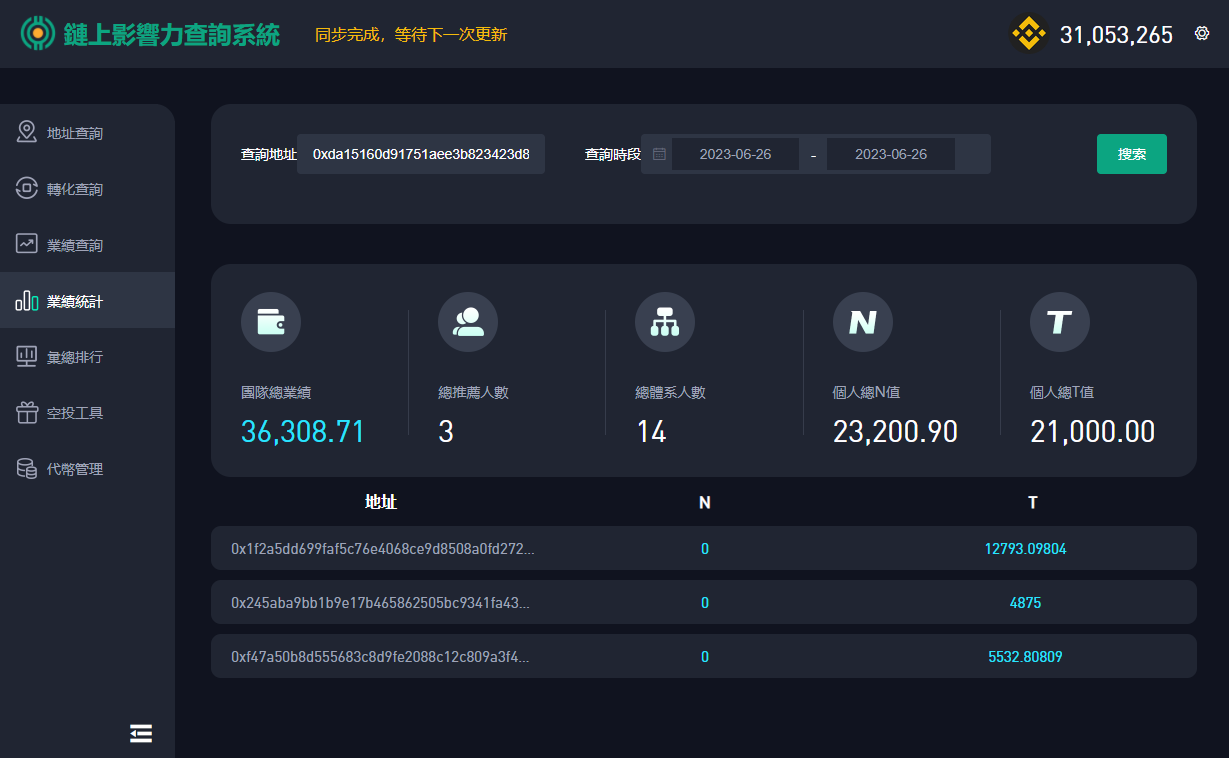 鏈上影響力查詢系統
同步完成，等待下一次更新
31,053,265
地址查詢
轉化查詢
業績查詢
業績統計
彙總排行
空投工具
代幣管理
查詢地址 0xda15160d91751aee3b823423d8
查詢時段 2023-06-26 - 2023-06-26
搜索
團隊總業績
36,308.71
總推薦人數
3
總體系人數
14
N
個人總N值
23,200.90
T
個人總T值
21,000.00
地址 N T
0x1f2a5dd699faf5c76e4068ce9d8508a0fd272... 0 12793.09804
0x245aba9bb1b9e17b465862505bc9341fa43... 0 4875
0xf47a50b8d555683c8d9fe2088c12c809a3f4... 0 5532.80809